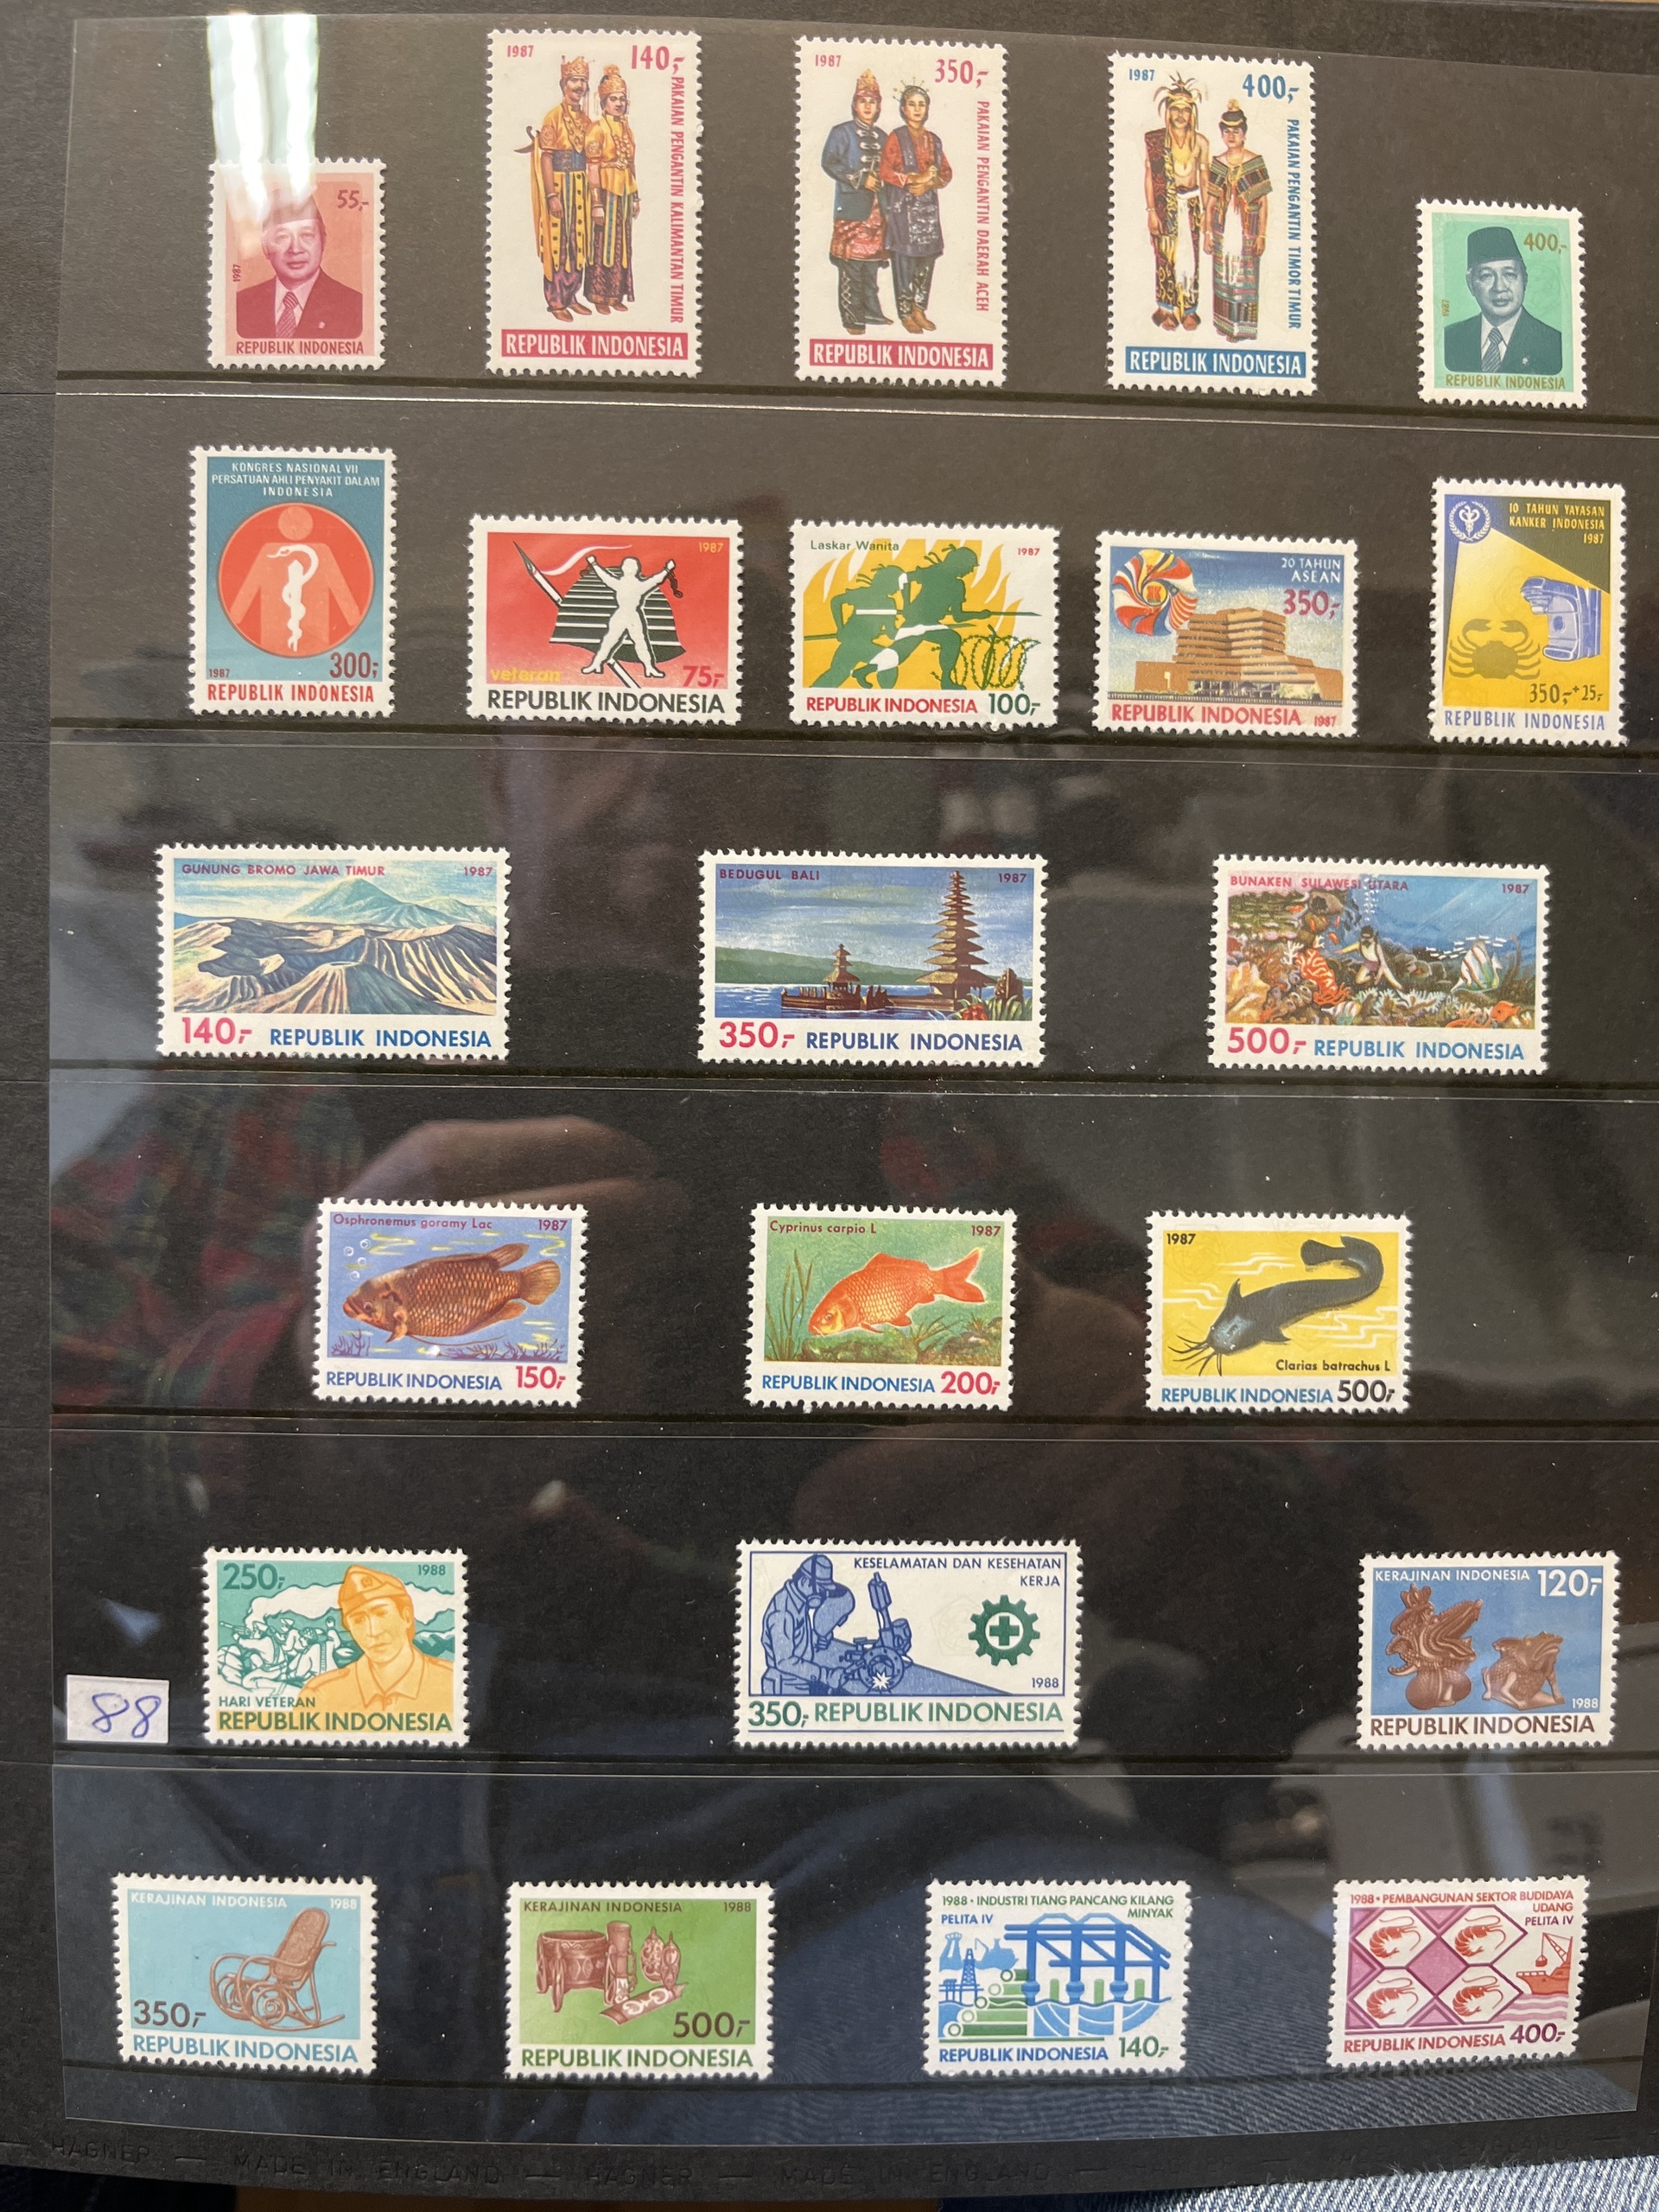 55,-
1987
REPUBLIK INDONESIA
1987
140,-
PAKAIAN PENGANTIN KALIMANTAN TIMUR
REPUBLIK INDONESIA
1987
350,-
PAKAIAN PENGANTIN DAERAH ACEH
REPUBLIK INDONESIA
1987
400,-
PAKAIAN PENGANTIN TIMOR TIMUR
REPUBLIK INDONESIA
400,-
1987
REPUBLIK INDONESIA
KONGRES NASIONAL VII
PERSATUAN AHLI PENYAKIT DALAM
INDONESIA
300,-
1987
REPUBLIK INDONESIA
1987
veteran 75,-
REPUBLIK INDONESIA
Laskar Wanita 1987
REPUBLIK INDONESIA 100,-
20 TAHUN
ASEAN
350,-
REPUBLIK INDONESIA 1987
10 TAHUN YAYASAN
KANKER INDONESIA
1987
350,-+25,-
REPUBLIK INDONESIA
GUNUNG BROMO JAWA TIMUR 1987
140,- REPUBLIK INDONESIA
BEDUGUL BALI 1987
350,- REPUBLIK INDONESIA
BUNAKEN SULAWESI UTARA 1987
500,- REPUBLIK INDONESIA
Osphronemus goramy Lac 1987
REPUBLIK INDONESIA 150,-
Cyprinus carpio L 1987
REPUBLIK INDONESIA 200,-
1987
Clarias batrachus L
REPUBLIK INDONESIA 500,-
250,- 1988
HARI VETERAN
REPUBLIK INDONESIA
KESELAMATAN DAN KESEHATAN
KERJA
1988
350,- REPUBLIK INDONESIA
KERAJINAN INDONESIA 120,-
1988
REPUBLIK INDONESIA
88
KERAJINAN INDONESIA 1988
350,-
REPUBLIK INDONESIA
KERAJINAN INDONESIA 1988
500,-
REPUBLIK INDONESIA
1988 • INDUSTRI TIANG PANCANG KILANG
MINYAK
PELITA IV
REPUBLIK INDONESIA 140,-
1988 • PEMBANGUNAN SEKTOR BUDIDAYA
UDANG
PELITA IV
REPUBLIK INDONESIA 400,-
HAGNER — MADE IN ENGLAND — HAGNER — MADE IN ENGLAND —